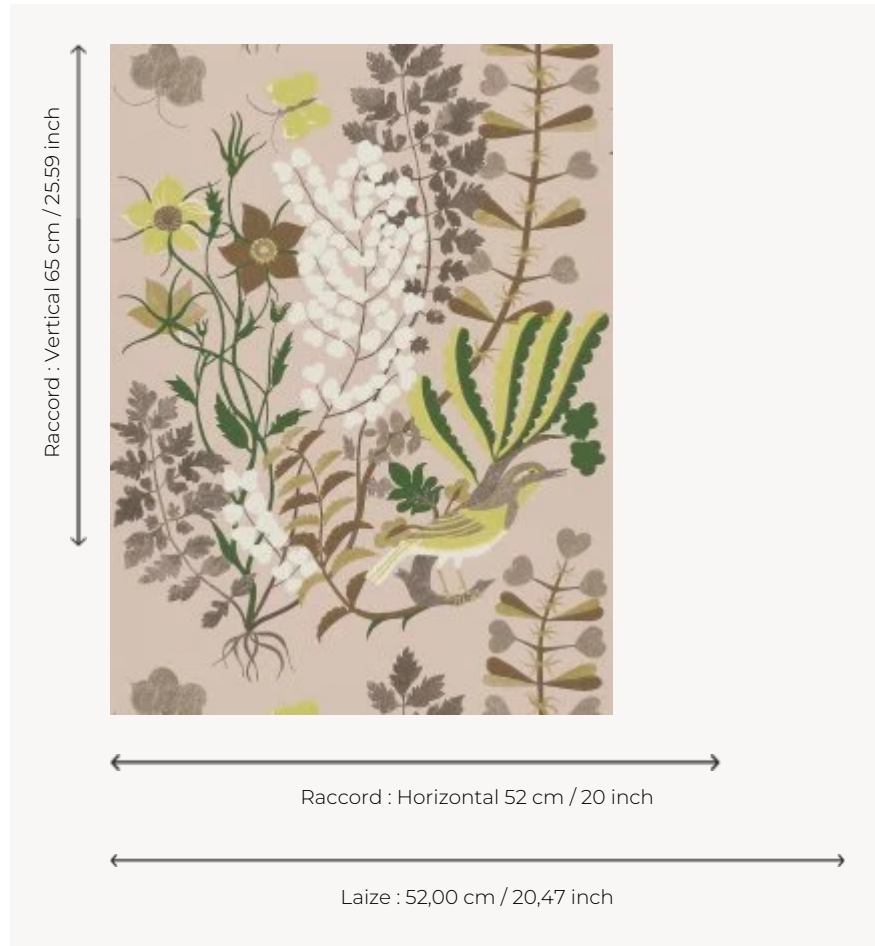 Raccord : Vertical 65 cm / 25.59 inch
Raccord : Horizontal 52 cm / 20 inch
Laize : 52,00 cm / 20,47 inch